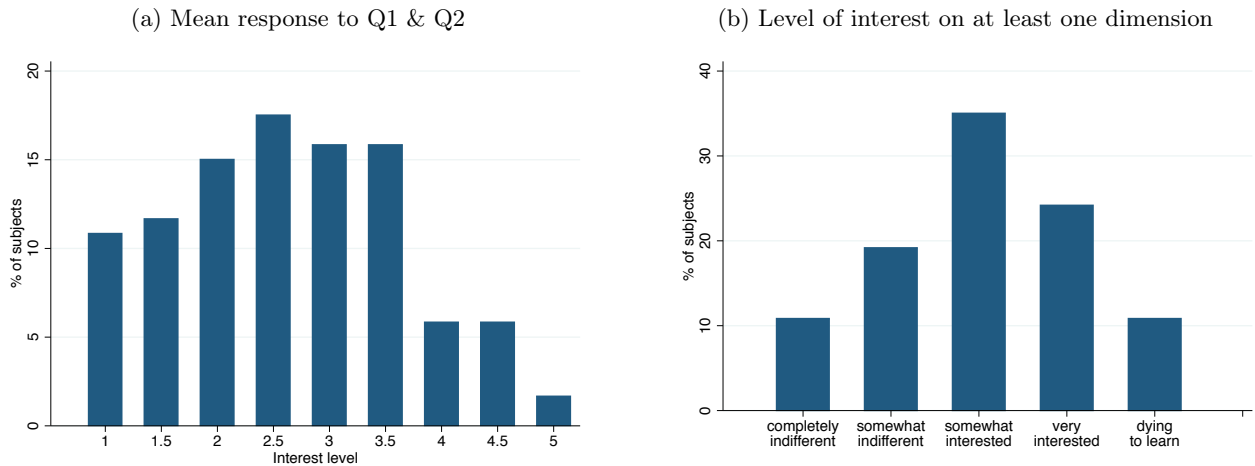 (a) Mean response to Q1 & Q2
20
15
10
5
0
% of subjects
1 1.5 2 2.5 3 3.5 4 4.5 5
Interest level
(b) Level of interest on at least one dimension
40
30
20
10
0
% of subjects
completely indifferent
somewhat indifferent
somewhat interested
very interested
dying to learn